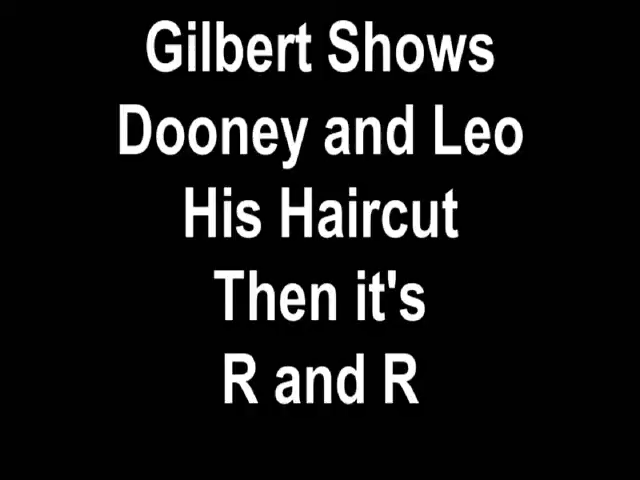 Gilbert Shows
Dooney and Leo
His Haircut
Then it's
R and R